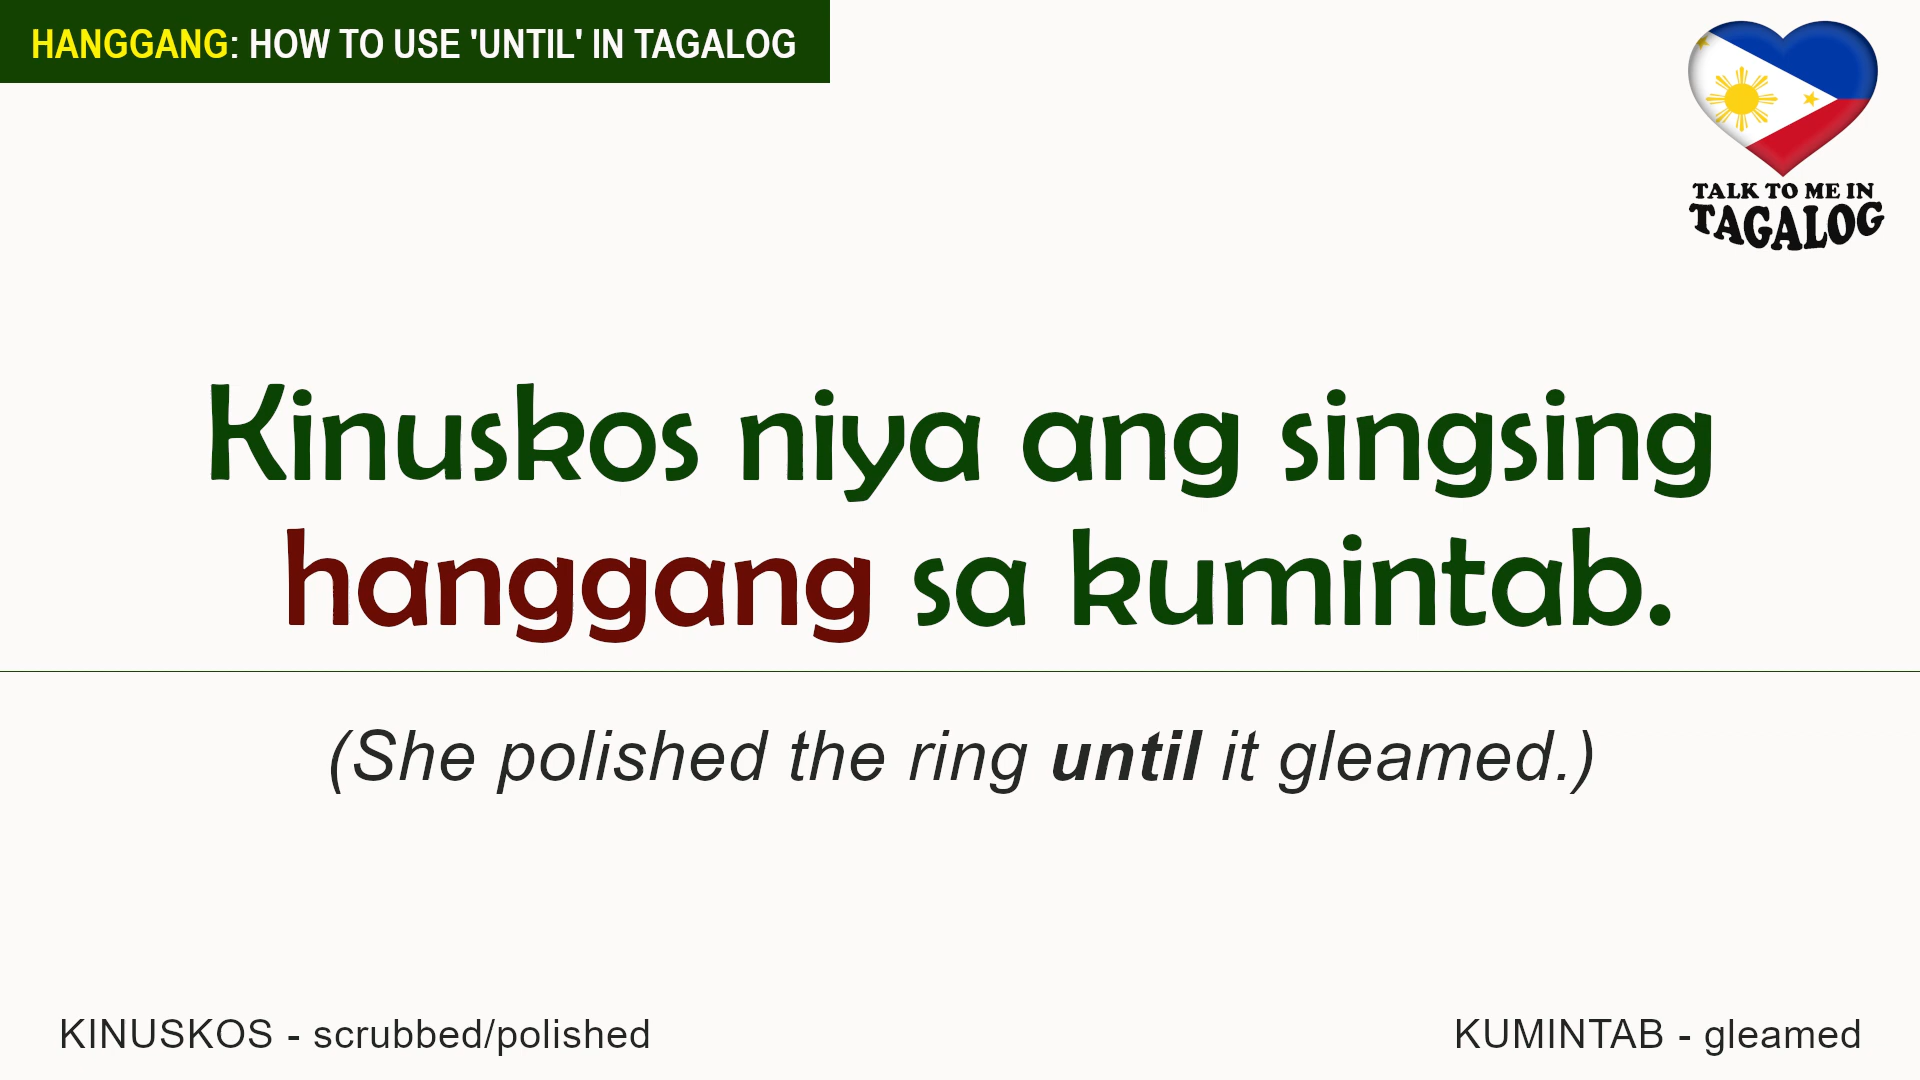 HANGGANG: HOW TO USE 'UNTIL' IN TAGALOG
TALK TO ME IN
TAGALOG
Kinuskos niya ang singsing
hanggang sa kumintab.
(She polished the ring until it gleamed.)
KINUSKOS - scrubbed/polished
KUMINTAB - gleamed